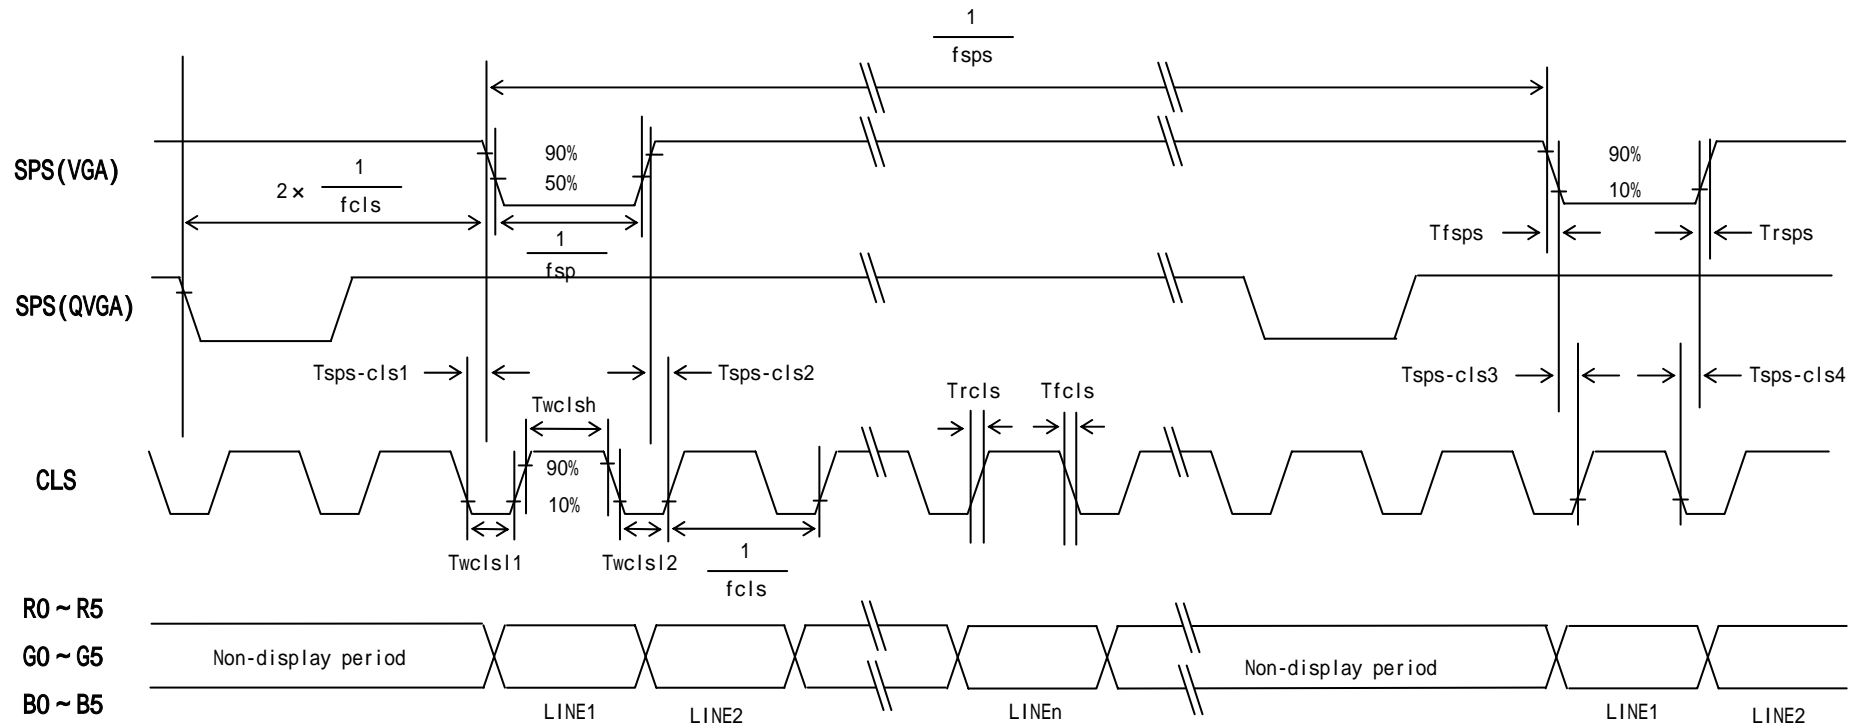 1
fsps
SPS(VGA)
2× 1
fcls
90%
50%
1
fsp
90%
10%
Tfsps
Trsps
SPS(QVGA)
Tsps-cls1
Tsps-cls2
Tsps-cls3
Tsps-cls4
Twclsh
Trcls
Tfcls
CLS
90%
10%
Twclsl1
Twclsl2
1
fcls
R0~R5
G0~G5
B0~B5
Non-display period
Non-display period
LINE1
LINE2
LINEn
LINE1
LINE2